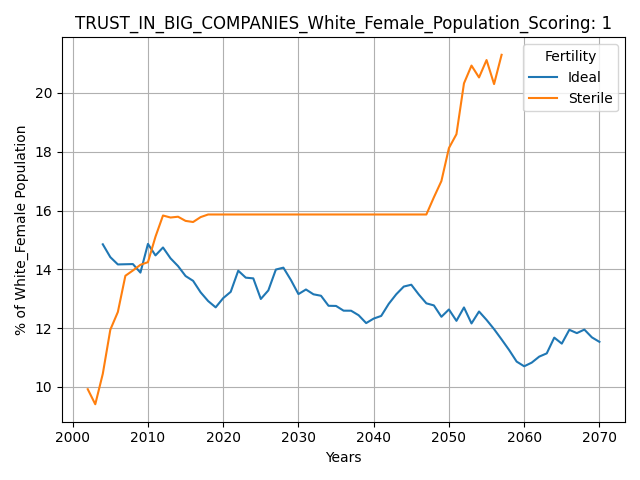 TRUST_IN_BIG_COMPANIES_White_Female_Population_Scoring: 1
Fertility
Ideal
Sterile
% of White_Female Population
20
18
16
14
12
10
2000 2010 2020 2030 2040 2050 2060 2070
Years